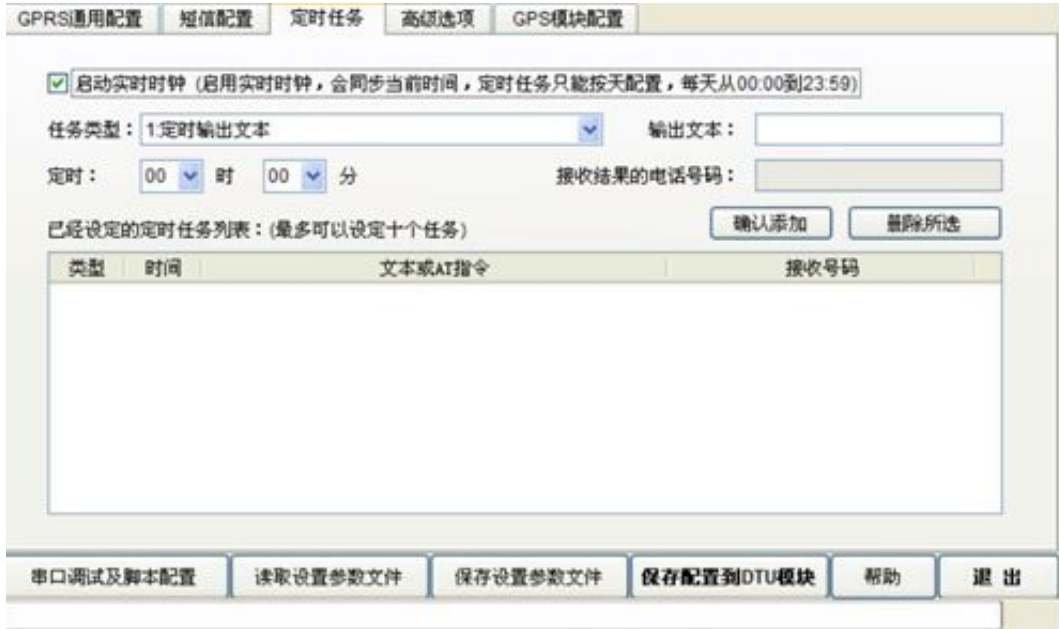 GPRS通用配置 短信配置 定时任务 高级选项 GPS模块配置
启动实时时钟 (启用实时时钟，会同步当前时间，定时任务只能按天配置，每天从00:00到23:59)
任务类型： 1:定时输出文本 输出文本：
定时： 00 时 00 分 接收结果的电话号码：
已经设定的定时任务列表：(最多可以设定十个任务) 确认添加 删除所选
类型 时间 文本或AT指令 接收号码
串口调试及脚本配置 读取设置参数文件 保存设置参数文件 保存配置到DTU模块 帮助 退 出